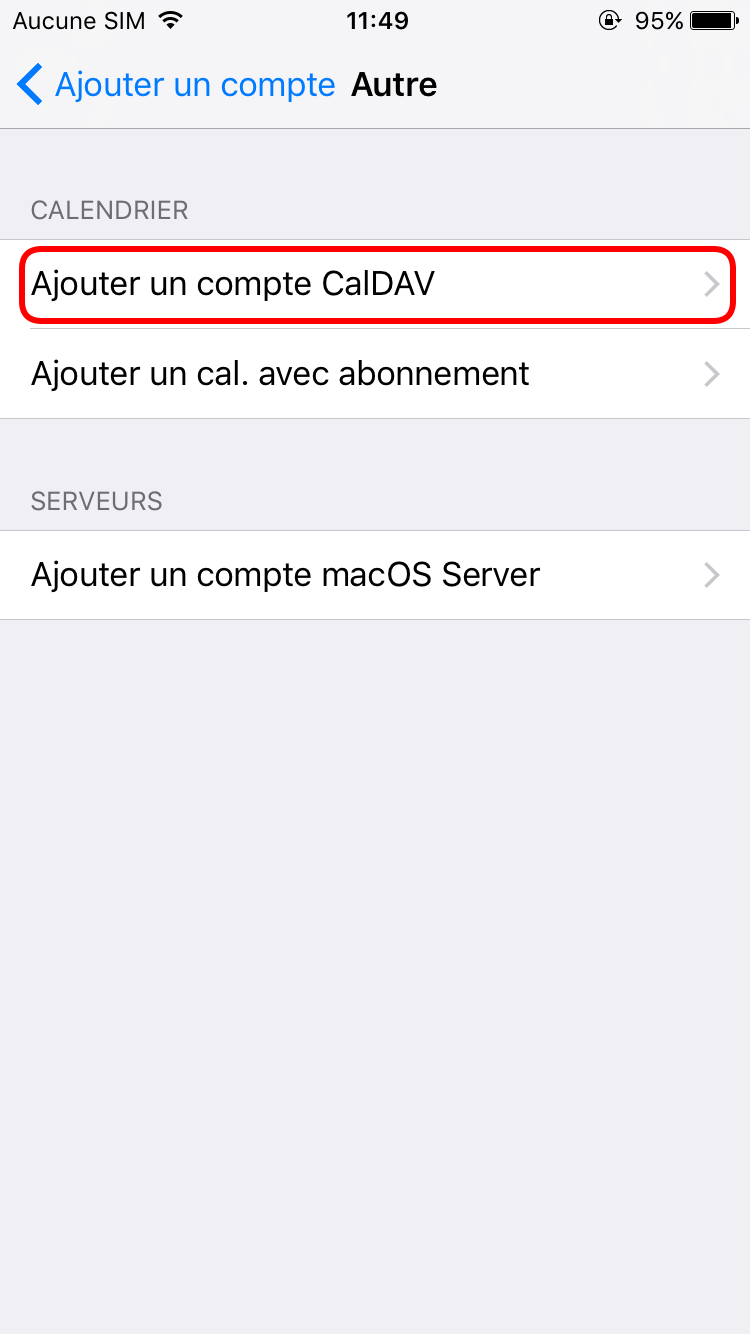 Aucune SIM 11:49 95%
Ajouter un compte Autre
CALENDRIER
Ajouter un compte CalDAV
Ajouter un cal. avec abonnement
SERVEURS
Ajouter un compte macOS Server